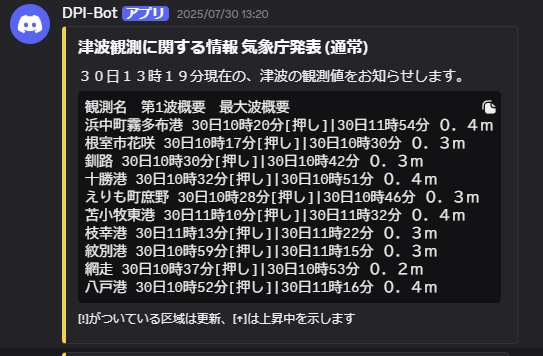 DPI-Bot アプリ 2025/07/30 13:20
津波観測に関する情報 気象庁発表 (通常)
３０日１３時１９分現在の、津波の観測値をお知らせします。
観測名　第1波概要　最大波概要
浜中町霧多布港 30日10時20分[押し]|30日11時54分 ０．４ｍ
根室市花咲 30日10時17分[押し]|30日10時30分 ０．３ｍ
釧路 30日10時30分[押し]|30日10時42分 ０．３ｍ
十勝港 30日10時32分[押し]|30日10時51分 ０．４ｍ
えりも町庶野 30日10時28分[押し]|30日10時46分 ０．３ｍ
苫小牧東港 30日11時10分[押し]|30日11時32分 ０．４ｍ
枝幸港 30日11時13分[押し]|30日11時22分 ０．３ｍ
紋別港 30日10時59分[押し]|30日11時15分 ０．３ｍ
網走 30日10時37分[押し]|30日10時53分 ０．２ｍ
八戸港 30日10時52分[押し]|30日11時16分 ０．４ｍ
[!]がついている区域は更新、[↑]は上昇中を示します